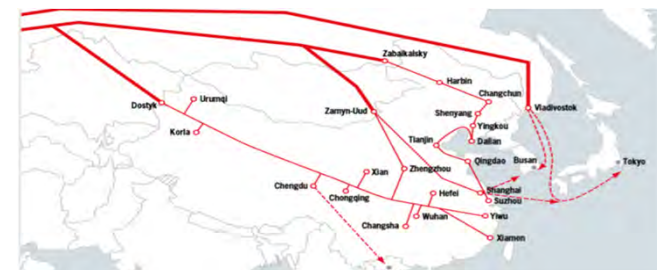 Zabaikalsky
Harbin
Changchun
Dostyk
Urumqi
Zamyn-Uud
Shenyang
Vladivostok
Yingkou
Korla
Tianjin
Dalian
Qingdao
Busan
Tokyo
Xian
Zhengzhou
Chengdu
Hefei
Shanghai
Chongqing
Suzhou
Wuhan
Yiwu
Changsha
Xiamen